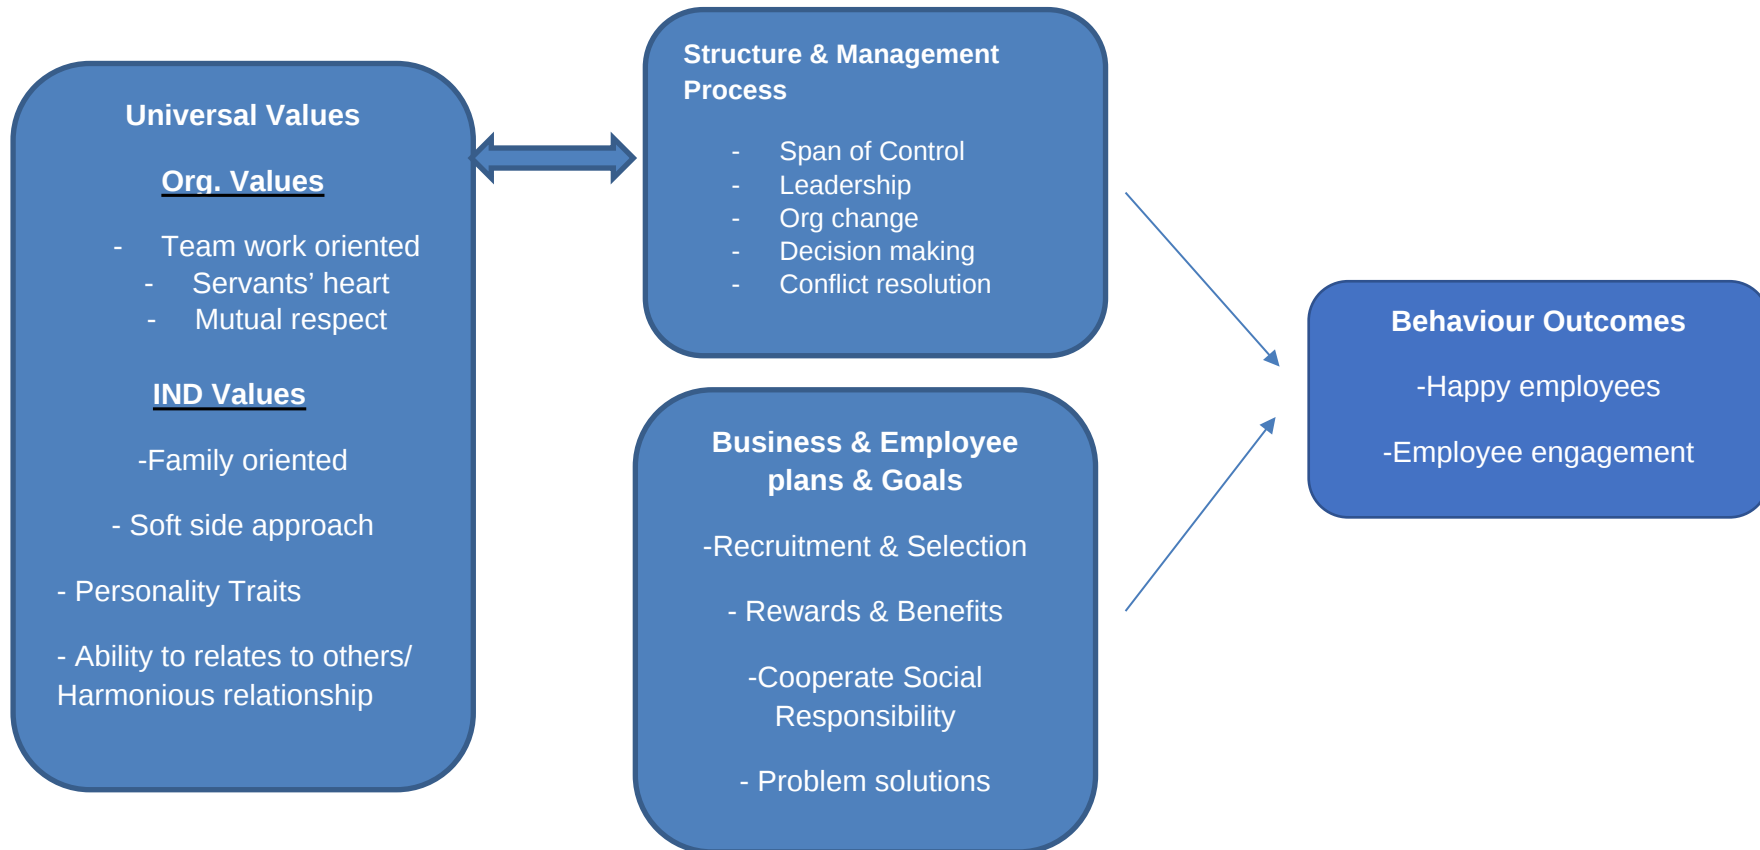 Universal Values
Org. Values
- Team work oriented
- Servants’ heart
- Mutual respect
IND Values
-Family oriented
- Soft side approach
- Personality Traits
- Ability to relates to others/
Harmonious relationship
Structure & Management
Process
- Span of Control
- Leadership
- Org change
- Decision making
- Conflict resolution
Business & Employee
plans & Goals
-Recruitment & Selection
- Rewards & Benefits
-Cooperate Social
Responsibility
- Problem solutions
Behaviour Outcomes
-Happy employees
-Employee engagement